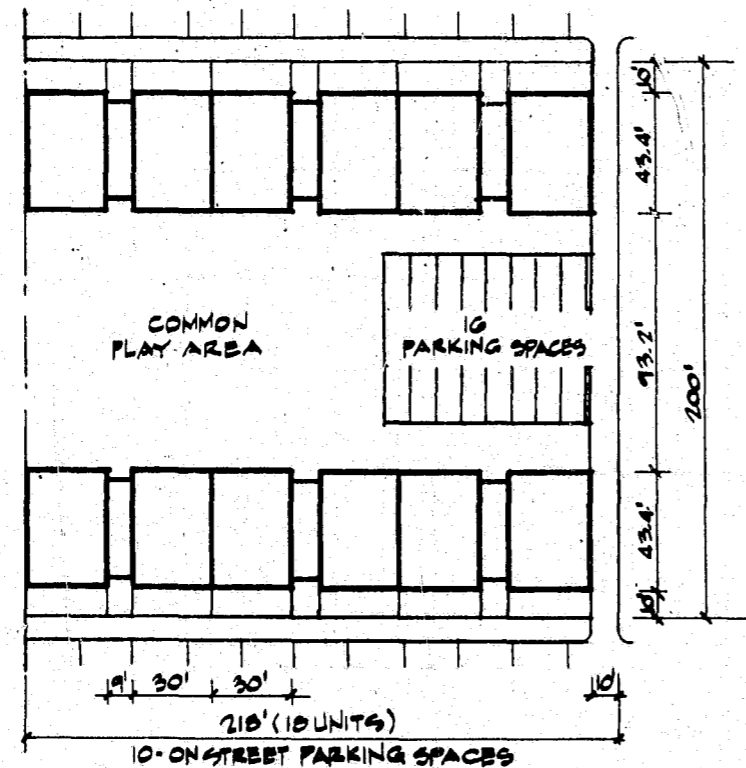 10'
43.4'
COMMON
PLAY AREA
16
PARKING SPACES
93.2'
200'
43.4'
10'
9' 30' 30' 10'
218' (18 UNITS)
10-ON STREET PARKING SPACES